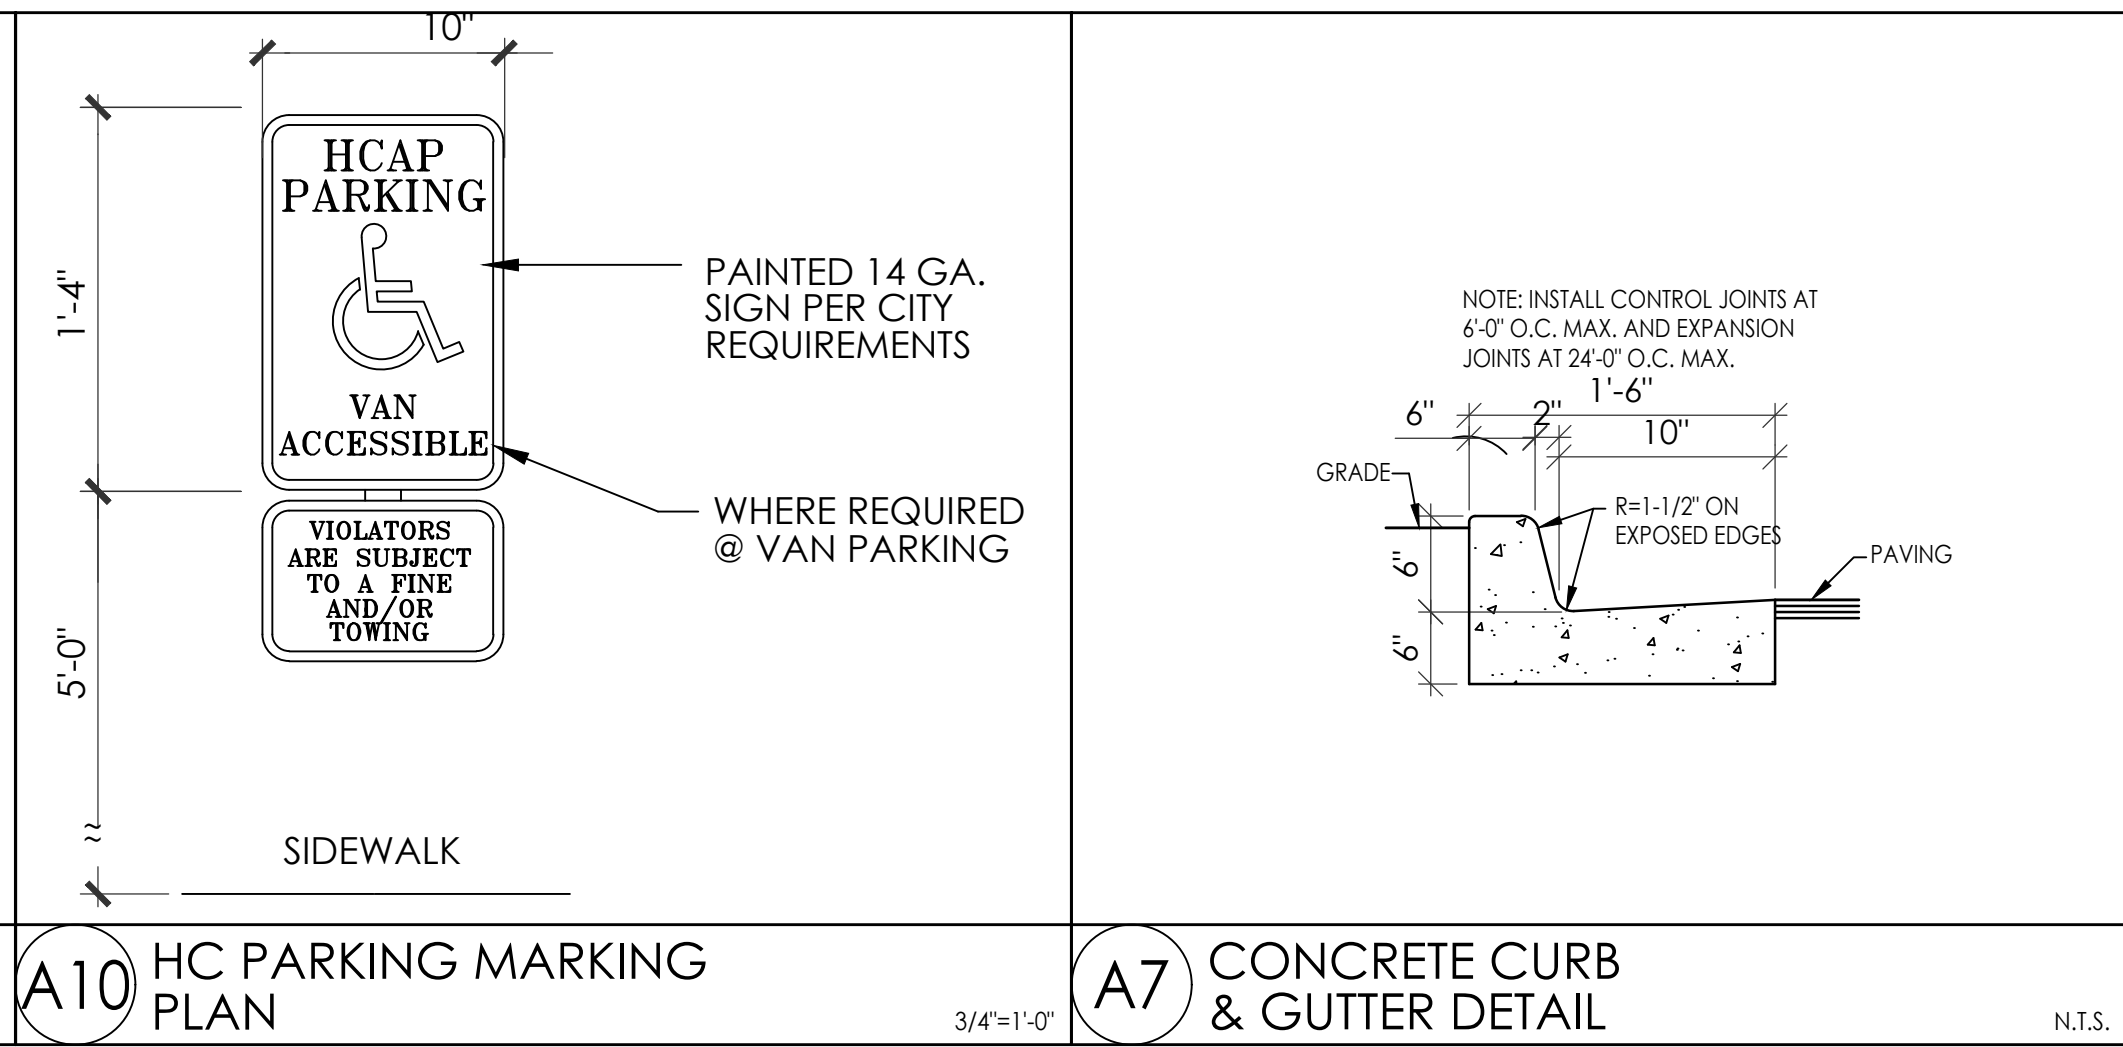 10"
1'-4"
5'-0"
HCAP
PARKING
VAN
ACCESSIBLE
VIOLATORS
ARE SUBJECT
TO A FINE
AND/OR
TOWING
PAINTED 14 GA.
SIGN PER CITY
REQUIREMENTS
WHERE REQUIRED
@ VAN PARKING
SIDEWALK
A10
HC PARKING MARKING
PLAN
3/4"=1'-0"
NOTE: INSTALL CONTROL JOINTS AT
6'-0" O.C. MAX. AND EXPANSION
JOINTS AT 24'-0" O.C. MAX.
1'-6"
6"
2"
10"
GRADE
R=1-1/2" ON
EXPOSED EDGES
PAVING
6"
6"
A7
CONCRETE CURB
& GUTTER DETAIL
N.T.S.